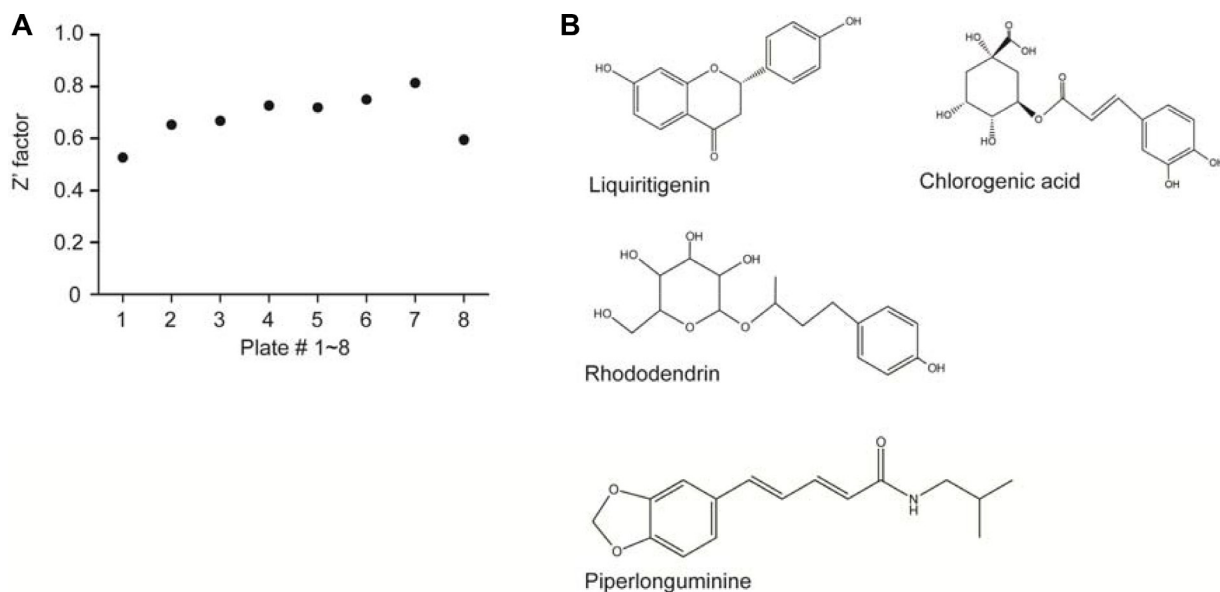 A
1.0
0.8
0.6
0.4
0.2
0
Z' factor
1 2 3 4 5 6 7 8
Plate # 1~8
B
OH
HO
O
O
Liquiritigenin
HO
O
OH
HO
HO
O
O
OH
OH
Chlorogenic acid
OH
HO
OH
HO
O
O
OH
Rhododendrin
O
O
O
N
H
Piperlonguminine